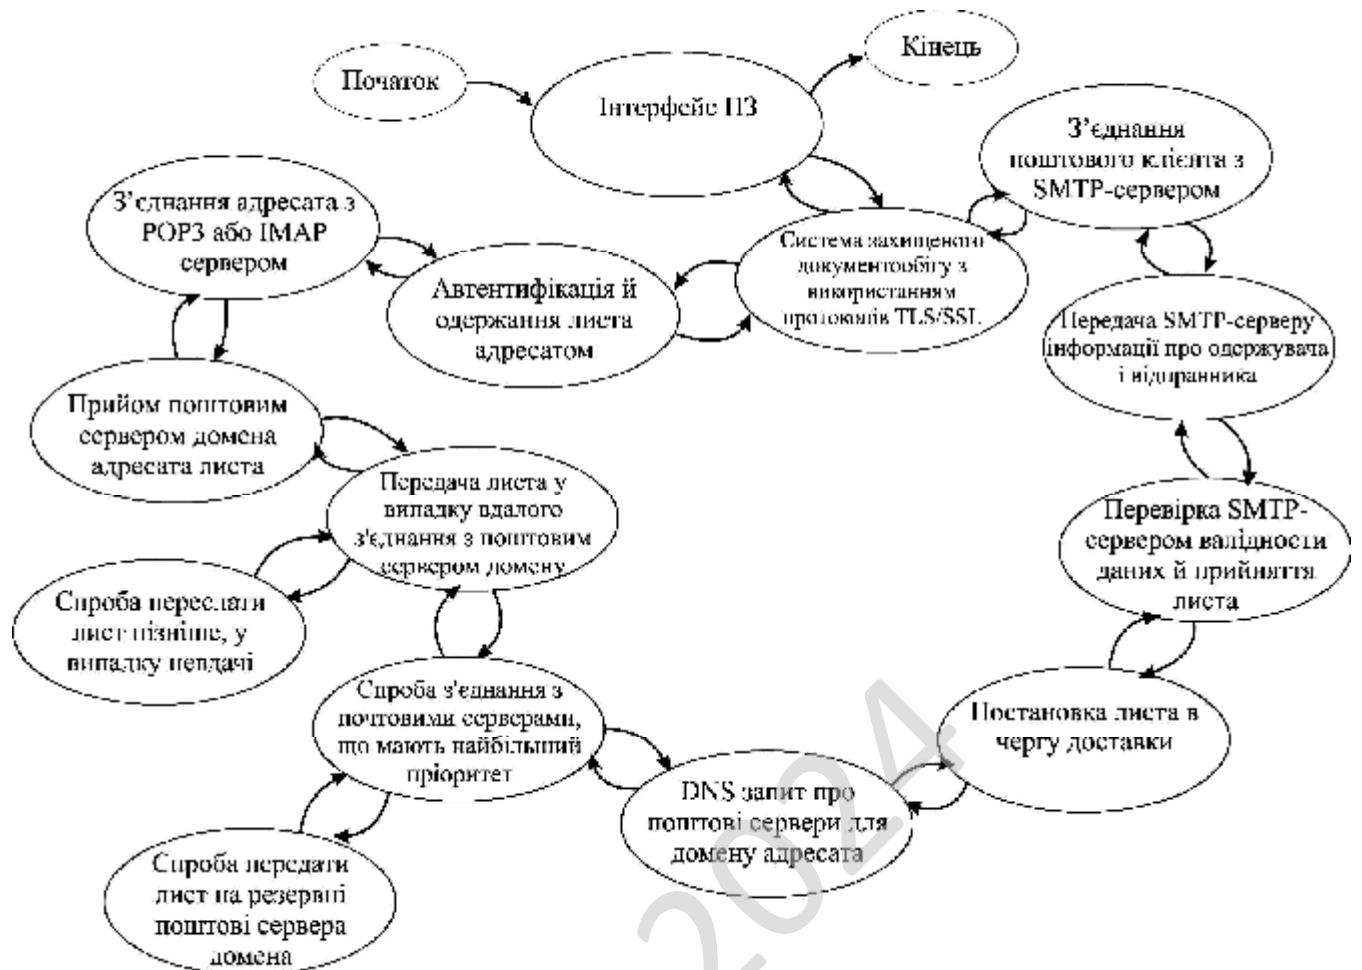 Початок
Інтерфейс ПЗ
Кінець
З’єднання
поштового клієнта з
SMTP-сервером
З’єднання адресата з
POP3 або IMAP
сервером
Автентифікація й
одержання листа
адресатом
Система захищеного
документообігу з
використанням
протоколів TLS/SSL
Передача SMTP-серверу
інформації про одержувача
і відправника
Прийом поштовим
сервером домена
адресата листа
Передача листа у
випадку вдалого
з'єднання з поштовим
сервером домену
Перевірка SMTP-
сервером валідности
даних й прийняття
листа
Спроба переслати
лист пізніше, у
випадку невдачі
Спроба з'єднання з
почтовими серверами,
що мають найбільший
пріоритет
Постановка листа в
чергу доставки
DNS запит про
поштові сервери для
домену адресата
Спроба передати
лист на резервні
поштові сервера
домена
2024